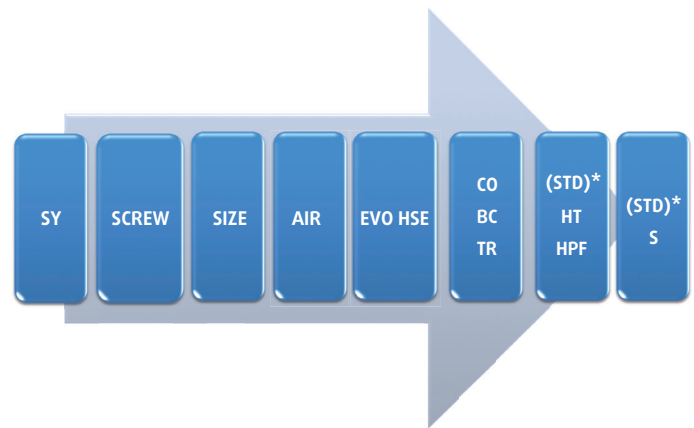 SY
SCREW
SIZE
AIR
EVO HSE
CO
BC
TR
(STD)*
HT
HPF
(STD)*
S